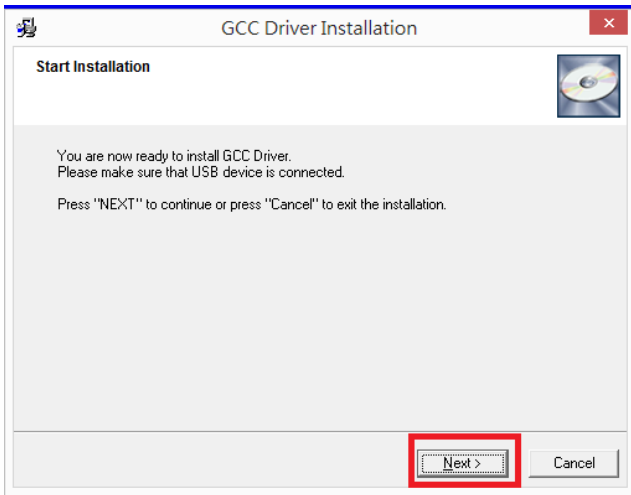 GCC Driver Installation
Start Installation
You are now ready to install GCC Driver.
Please make sure that USB device is connected.
Press "NEXT" to continue or press "Cancel" to exit the installation.
Next >
Cancel